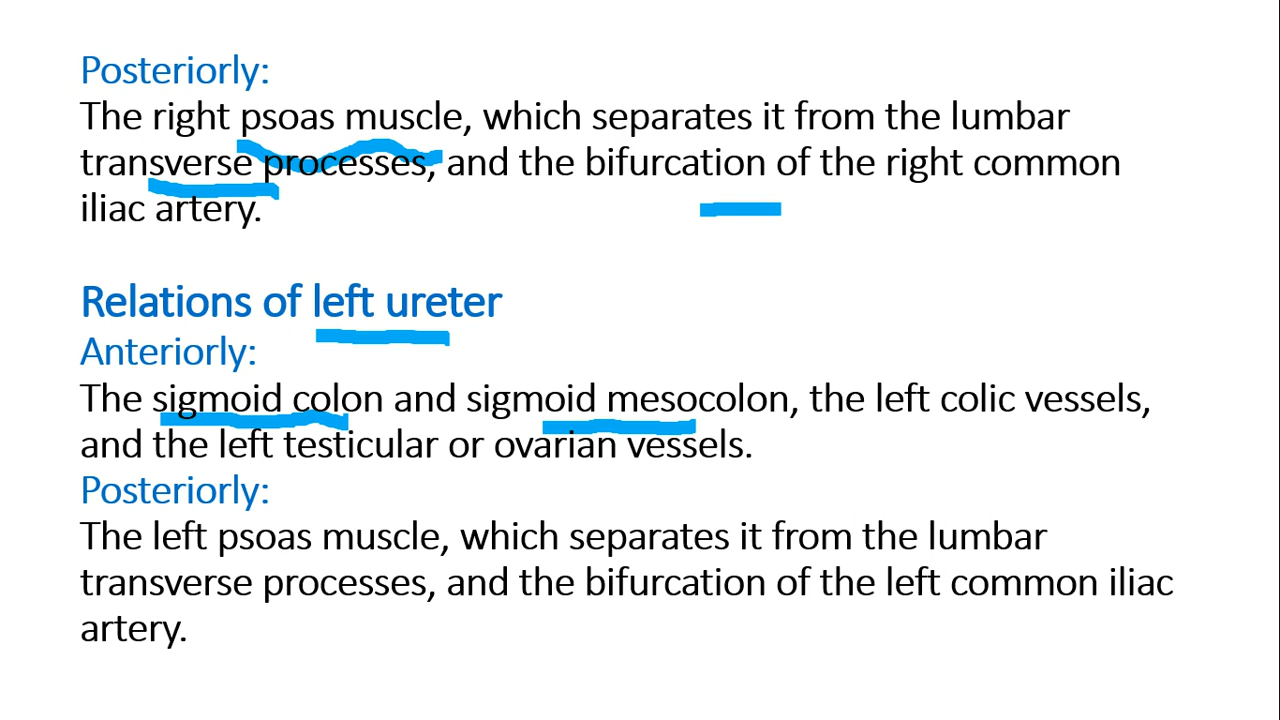 Posteriorly:
The right psoas muscle, which separates it from the lumbar
transverse processes, and the bifurcation of the right common
iliac artery.
Relations of left ureter
Anteriorly:
The sigmoid colon and sigmoid mesocolon, the left colic vessels,
and the left testicular or ovarian vessels.
Posteriorly:
The left psoas muscle, which separates it from the lumbar
transverse processes, and the bifurcation of the left common iliac
artery.